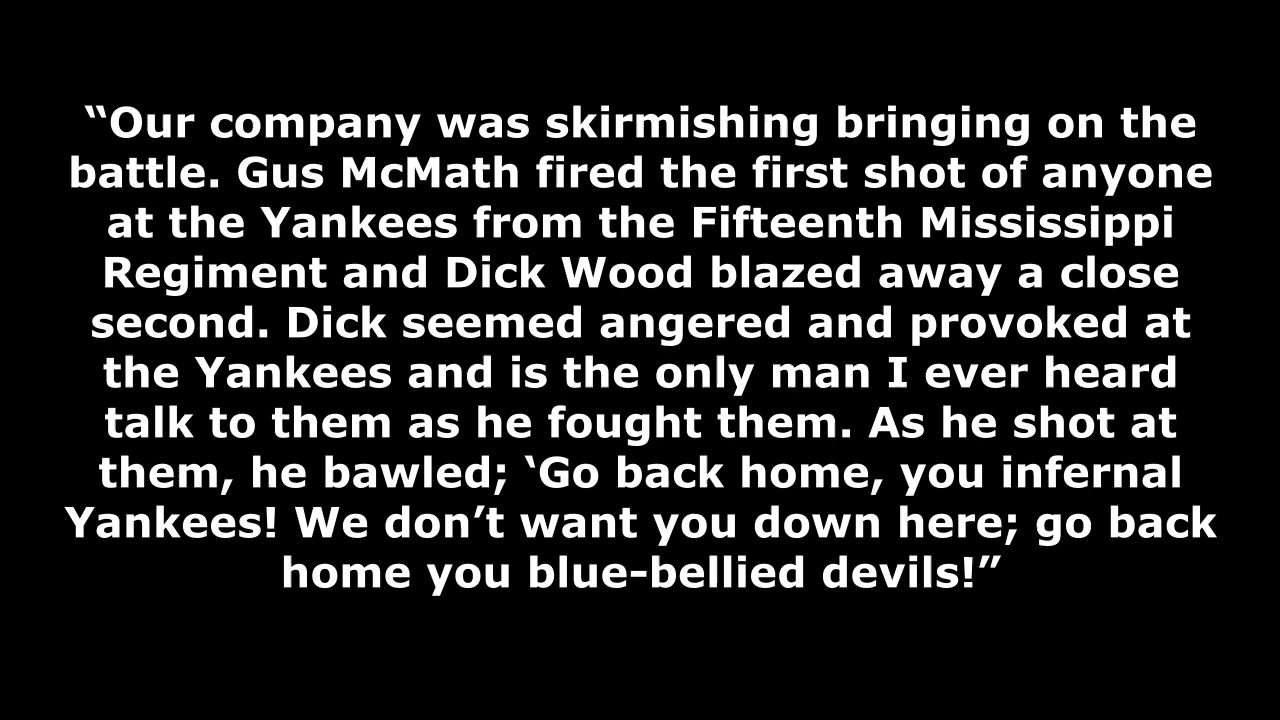 “Our company was skirmishing bringing on the
battle. Gus McMath fired the first shot of anyone
at the Yankees from the Fifteenth Mississippi
Regiment and Dick Wood blazed away a close
second. Dick seemed angered and provoked at
the Yankees and is the only man I ever heard
talk to them as he fought them. As he shot at
them, he bawled; ‘Go back home, you infernal
Yankees! We don’t want you down here; go back
home you blue-bellied devils!”